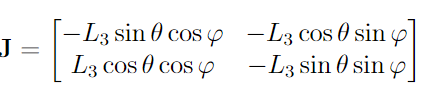 J = [ −L₃ sin θ cos φ −L₃ cos θ sin φ
L₃ cos θ cos φ −L₃ sin θ sin φ ]